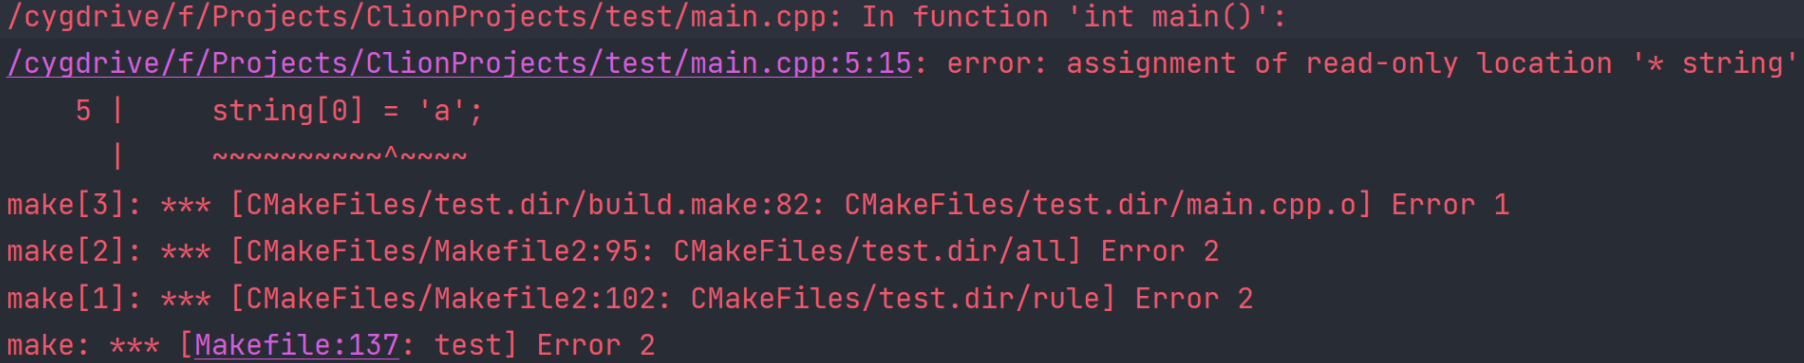 /cygdrive/f/Projects/ClionProjects/test/main.cpp: In function 'int main()':
/cygdrive/f/Projects/ClionProjects/test/main.cpp:5:15: error: assignment of read-only location '* string'
    5 |     string[0] = 'a';
      |     ~~~~~~~~~~^~~~~
make[3]: *** [CMakeFiles/test.dir/build.make:82: CMakeFiles/test.dir/main.cpp.o] Error 1
make[2]: *** [CMakeFiles/Makefile2:95: CMakeFiles/test.dir/all] Error 2
make[1]: *** [CMakeFiles/Makefile2:102: CMakeFiles/test.dir/rule] Error 2
make: *** [Makefile:137: test] Error 2